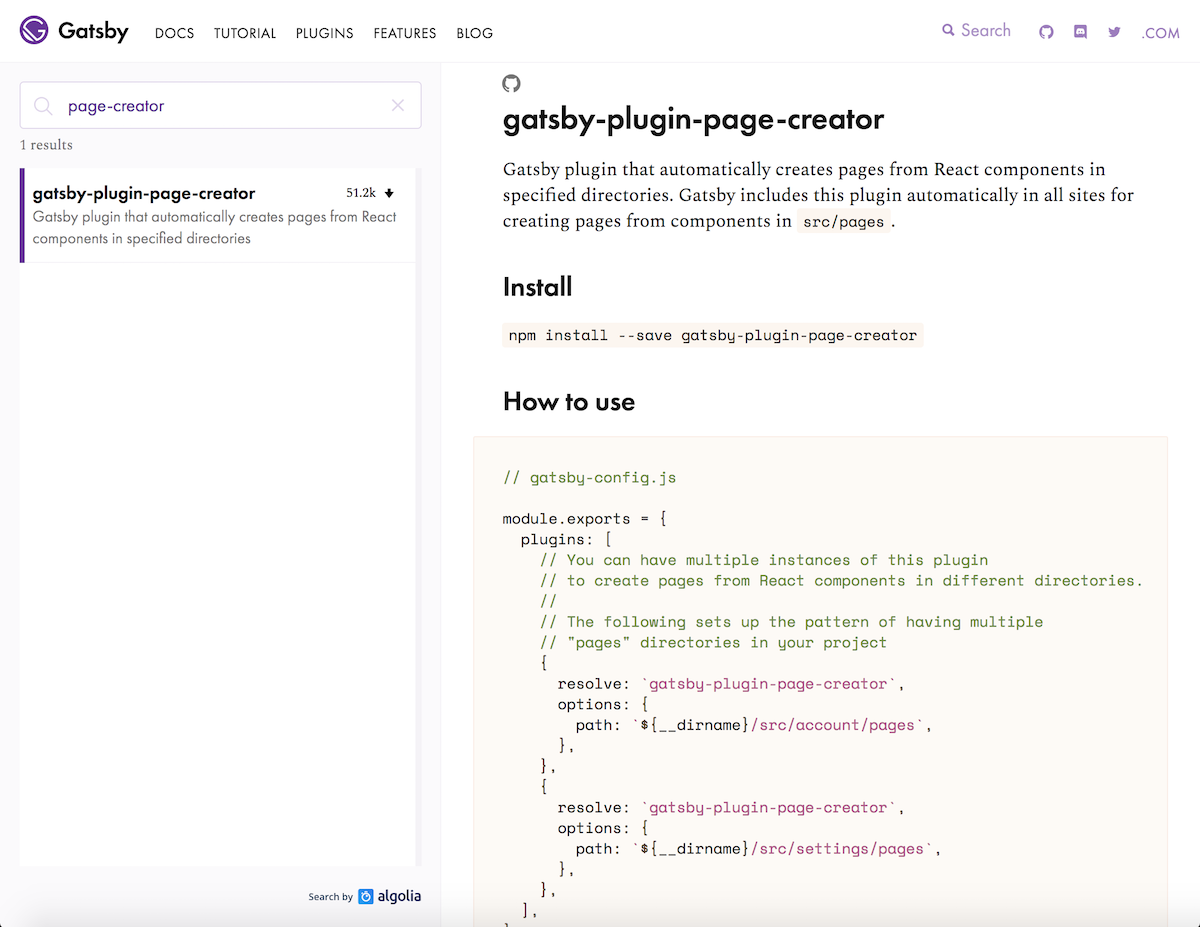 Gatsby DOCS TUTORIAL PLUGINS FEATURES BLOG Search .COM
page-creator
1 results
gatsby-plugin-page-creator 51.2k
Gatsby plugin that automatically creates pages from React
components in specified directories
Search by algolia
gatsby-plugin-page-creator
Gatsby plugin that automatically creates pages from React components in
specified directories. Gatsby includes this plugin automatically in all sites for
creating pages from components in src/pages .
Install
npm install --save gatsby-plugin-page-creator
How to use
// gatsby-config.js
module.exports = {
  plugins: [
    // You can have multiple instances of this plugin
    // to create pages from React components in different directories.
    //
    // The following sets up the pattern of having multiple
    // "pages" directories in your project
    {
      resolve: `gatsby-plugin-page-creator`,
      options: {
        path: `${__dirname}/src/account/pages`,
      },
    },
    {
      resolve: `gatsby-plugin-page-creator`,
      options: {
        path: `${__dirname}/src/settings/pages`,
      },
    },
  ],